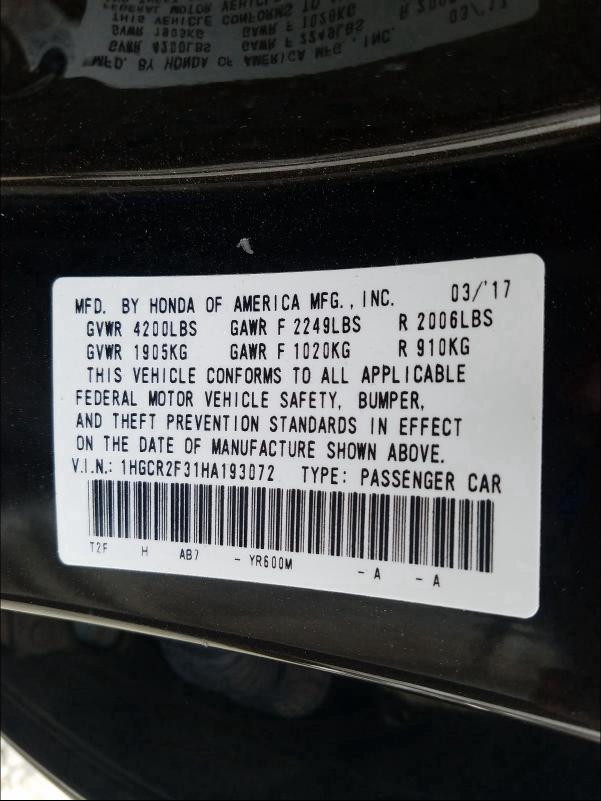 MFD. BY HONDA OF AMERICA MFG., INC. 03/'17
GVWR 4200LBS GAWR F 2249LBS R 2006LBS
GVWR 1905KG GAWR F 1020KG R 910KG
THIS VEHICLE CONFORMS TO ALL APPLICABLE
FEDERAL MOTOR VEHICLE SAFETY, BUMPER,
AND THEFT PREVENTION STANDARDS IN EFFECT
ON THE DATE OF MANUFACTURE SHOWN ABOVE.
V.I.N.: 1HGCR2F31HA193072 TYPE: PASSENGER CAR
T2F H AB7 - YR600M - A - A